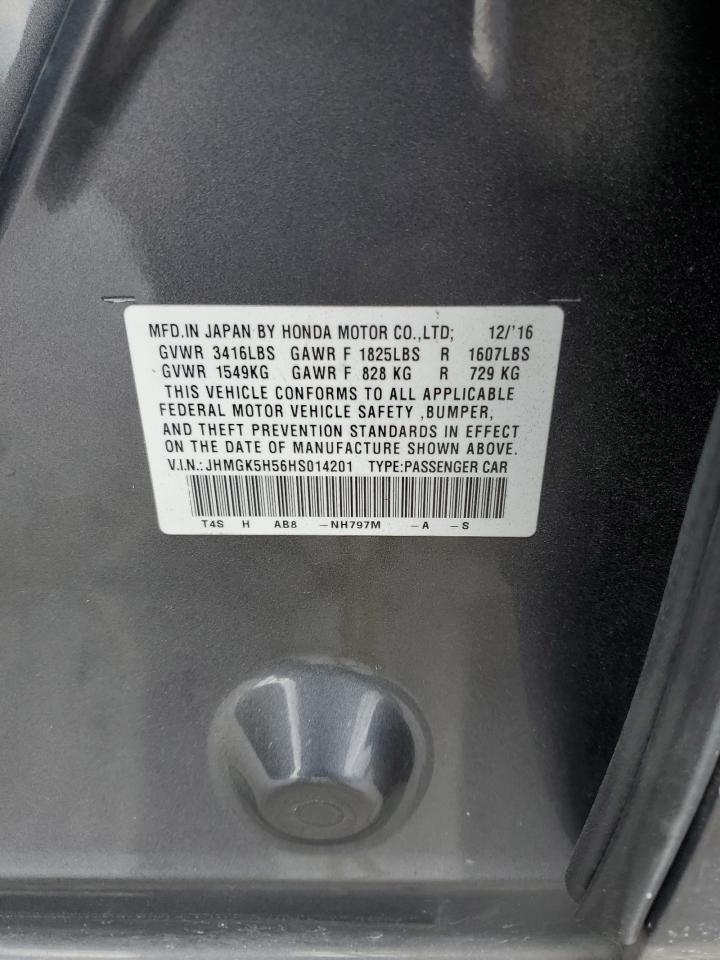 MFD.IN JAPAN BY HONDA MOTOR CO.,LTD; 12/'16
GVWR 3416LBS GAWR F 1825LBS R 1607LBS
GVWR 1549KG GAWR F 828 KG R 729 KG
THIS VEHICLE CONFORMS TO ALL APPLICABLE
FEDERAL MOTOR VEHICLE SAFETY ,BUMPER,
AND THEFT PREVENTION STANDARDS IN EFFECT
ON THE DATE OF MANUFACTURE SHOWN ABOVE.
V.I.N.:JHMGK5H56HS014201 TYPE:PASSENGER CAR
T4S H AB8 -NH797M -A -S